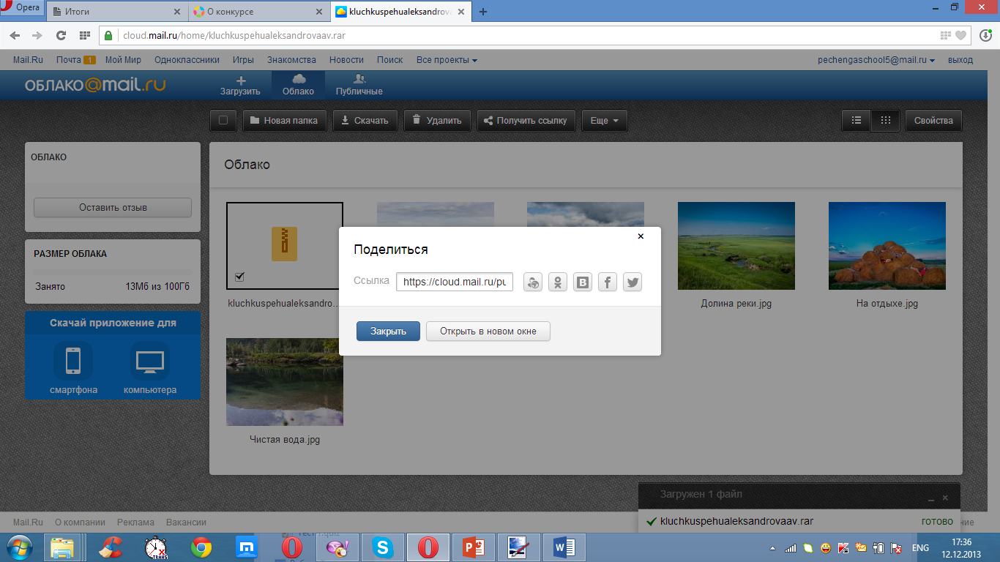 Opera
Итоги
О конкурсе
kluchkuspehualeksandrova
cloud.mail.ru/home/kluchkuspehualeksandrovaav.rar
Mail.Ru Почта 1 Мой Мир Одноклассники Игры Знакомства Новости Поиск Все проекты pechengaschool5@mail.ru выход
ОБЛАКО@mail.ru
Загрузить Облако Публичные
Новая папка Скачать Удалить Получить ссылку Еще Свойства
ОБЛАКО
Оставить отзыв
РАЗМЕР ОБЛАКА
Занято 13Мб из 100Гб
Скачай приложение для
смартфона компьютера
Облако
kluchkuspehualeksandro...
Долина реки.jpg
На отдыхе.jpg
Чистая вода.jpg
Поделиться
Ссылка https://cloud.mail.ru/pu
Закрыть Открыть в новом окне
Загружен 1 файл
kluchkuspehualeksandrovaav.rar ГОТОВО
Mail.Ru О компании Реклама Вакансии
TRANS
ENG
17:36
12.12.2013